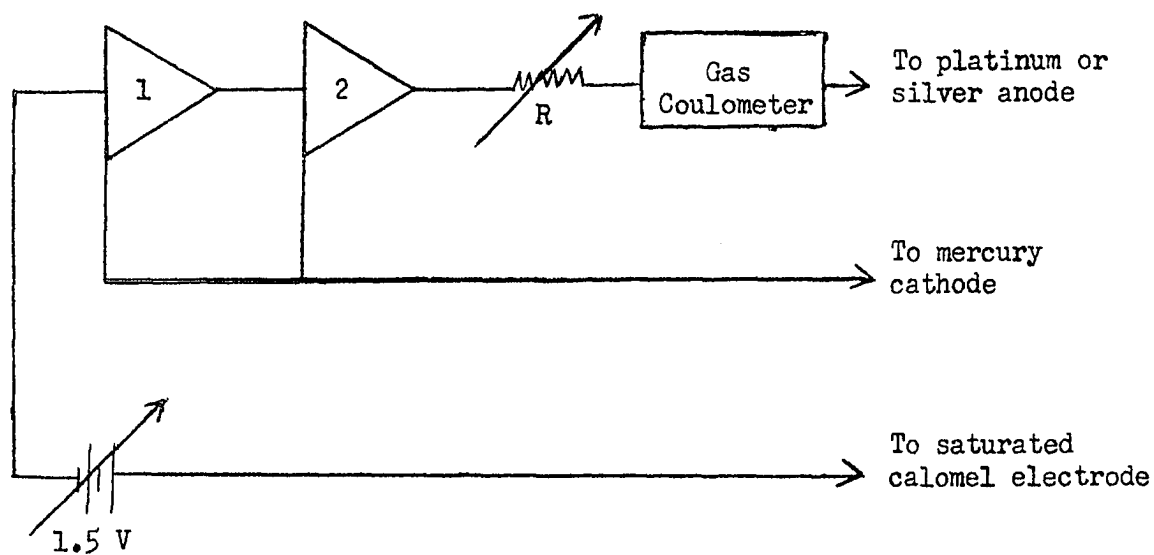 1
2
R
Gas
Coulometer
To platinum or
silver anode
To mercury
cathode
To saturated
calomel electrode
1.5 V